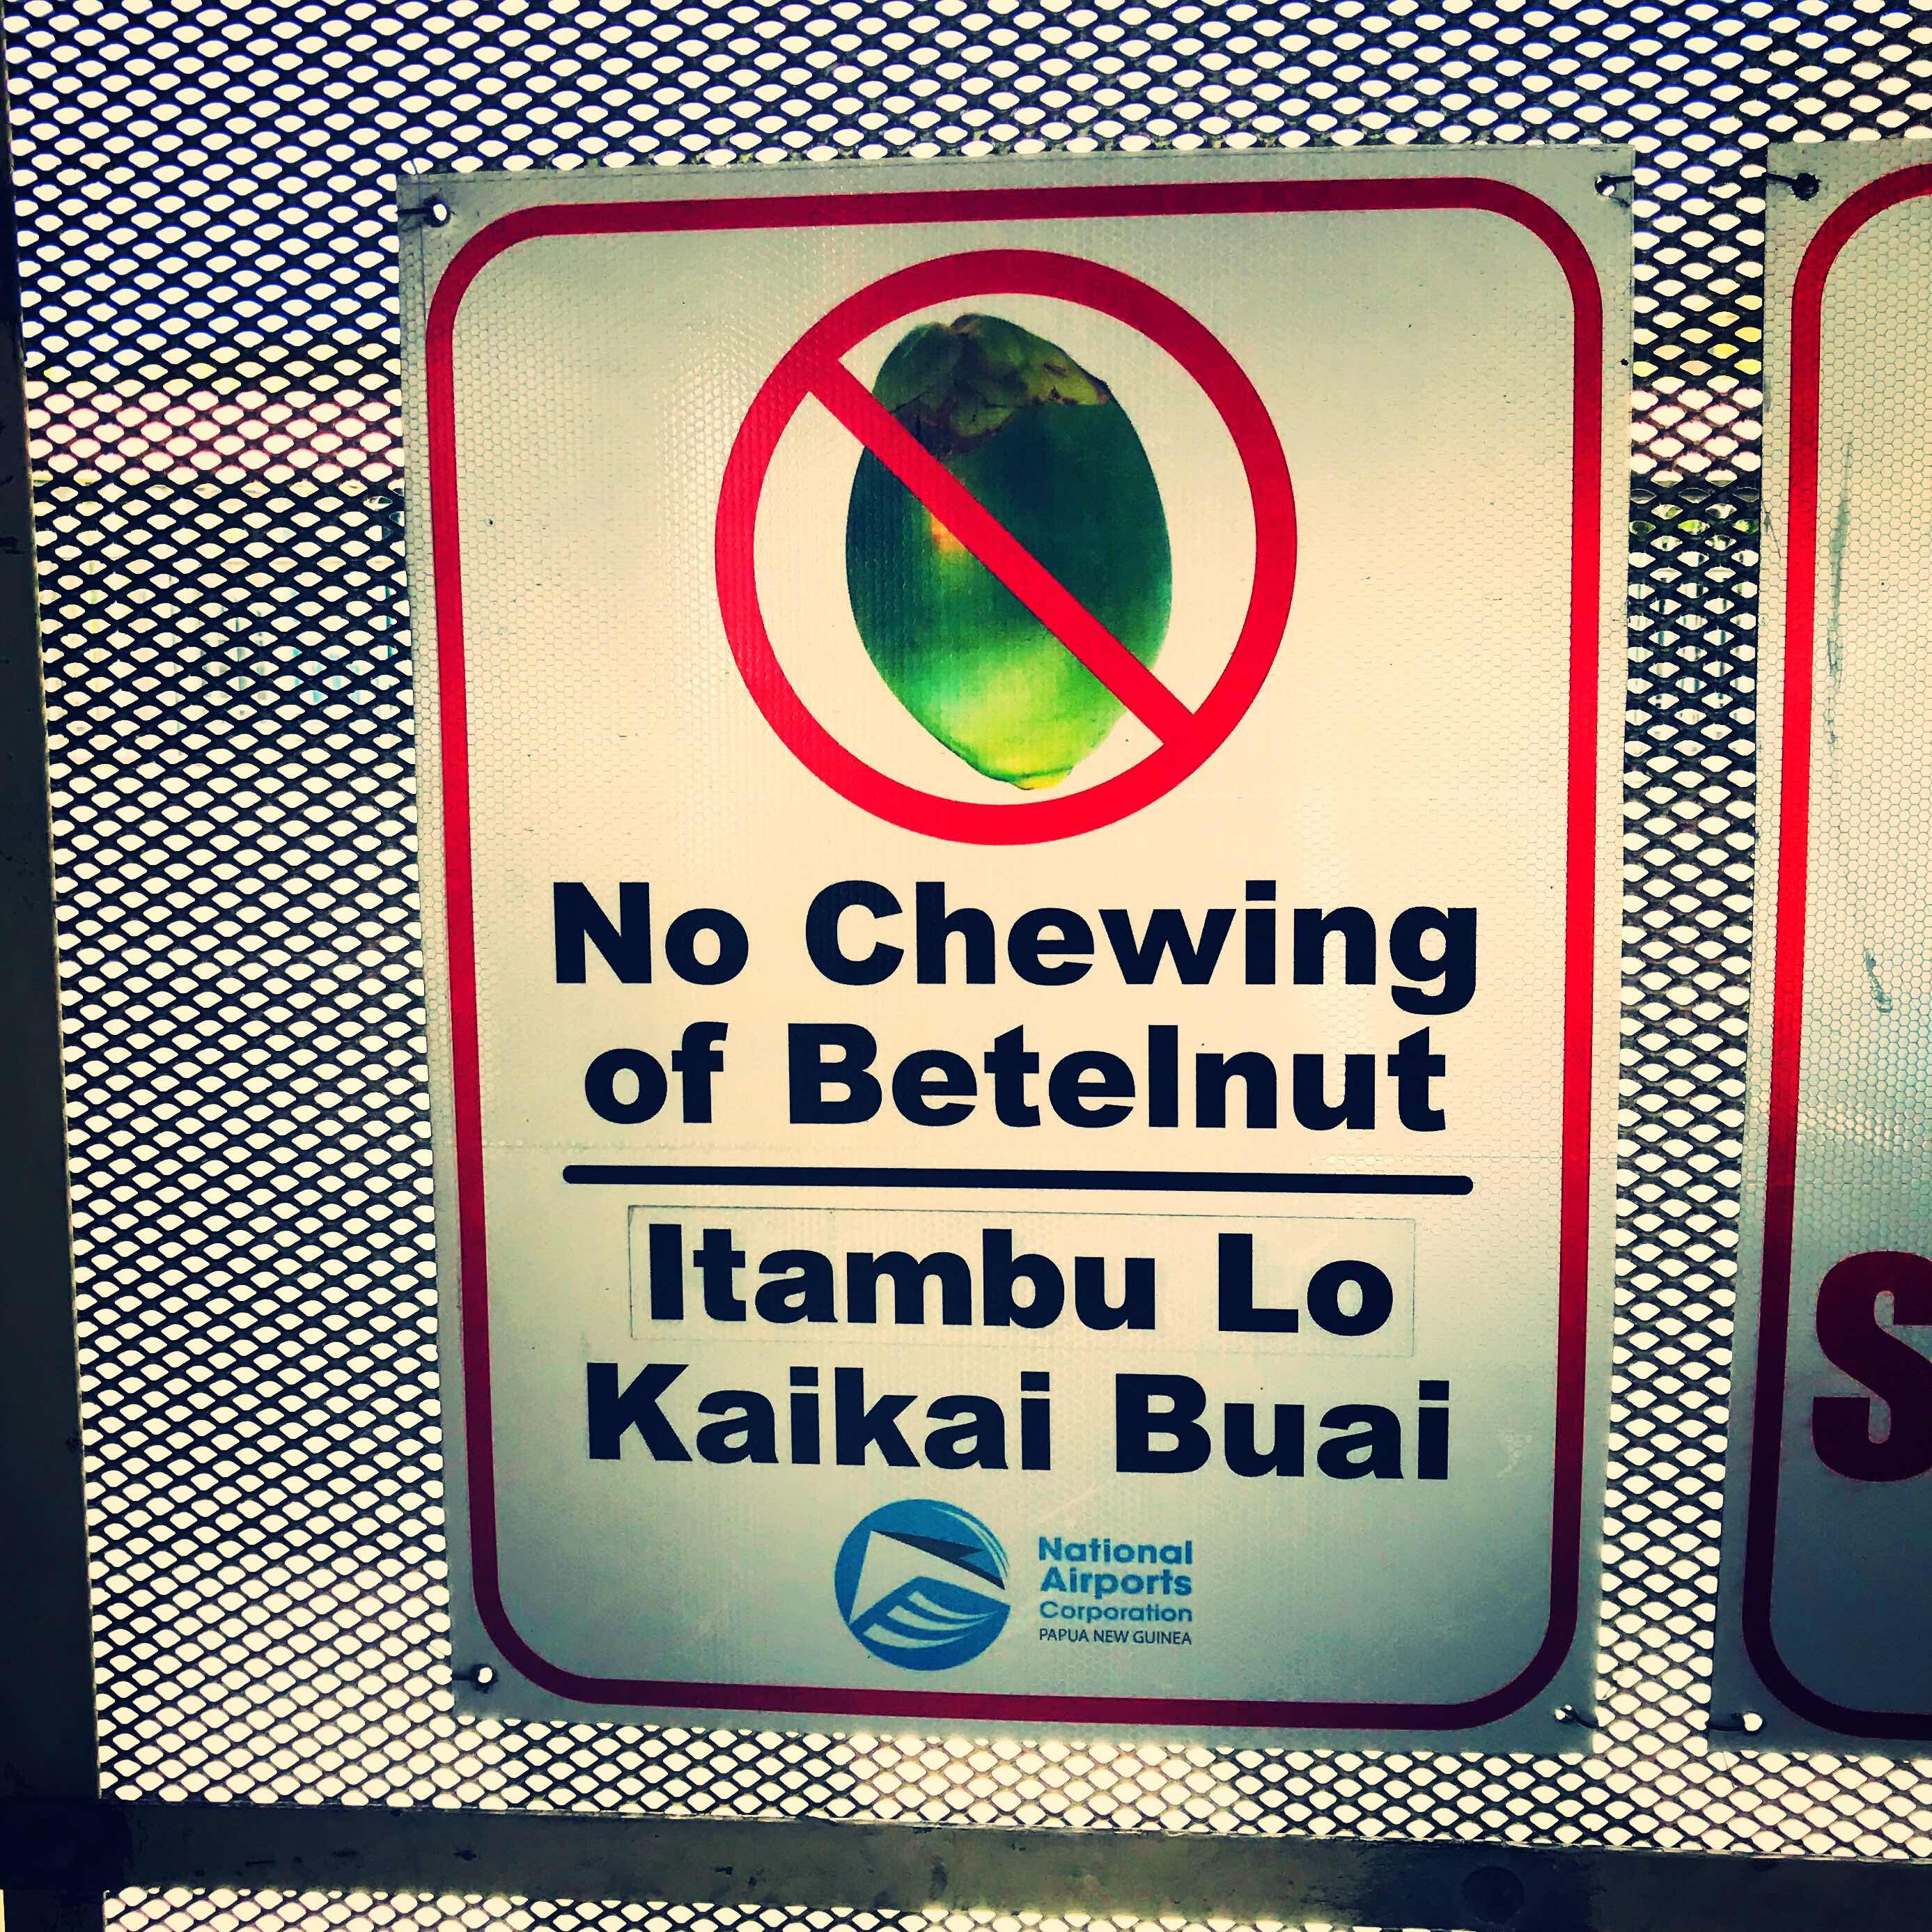 No Chewing
of Betelnut
Itambu Lo
Kaikai Buai
National
Airports
Corporation
PAPUA NEW GUINEA
S